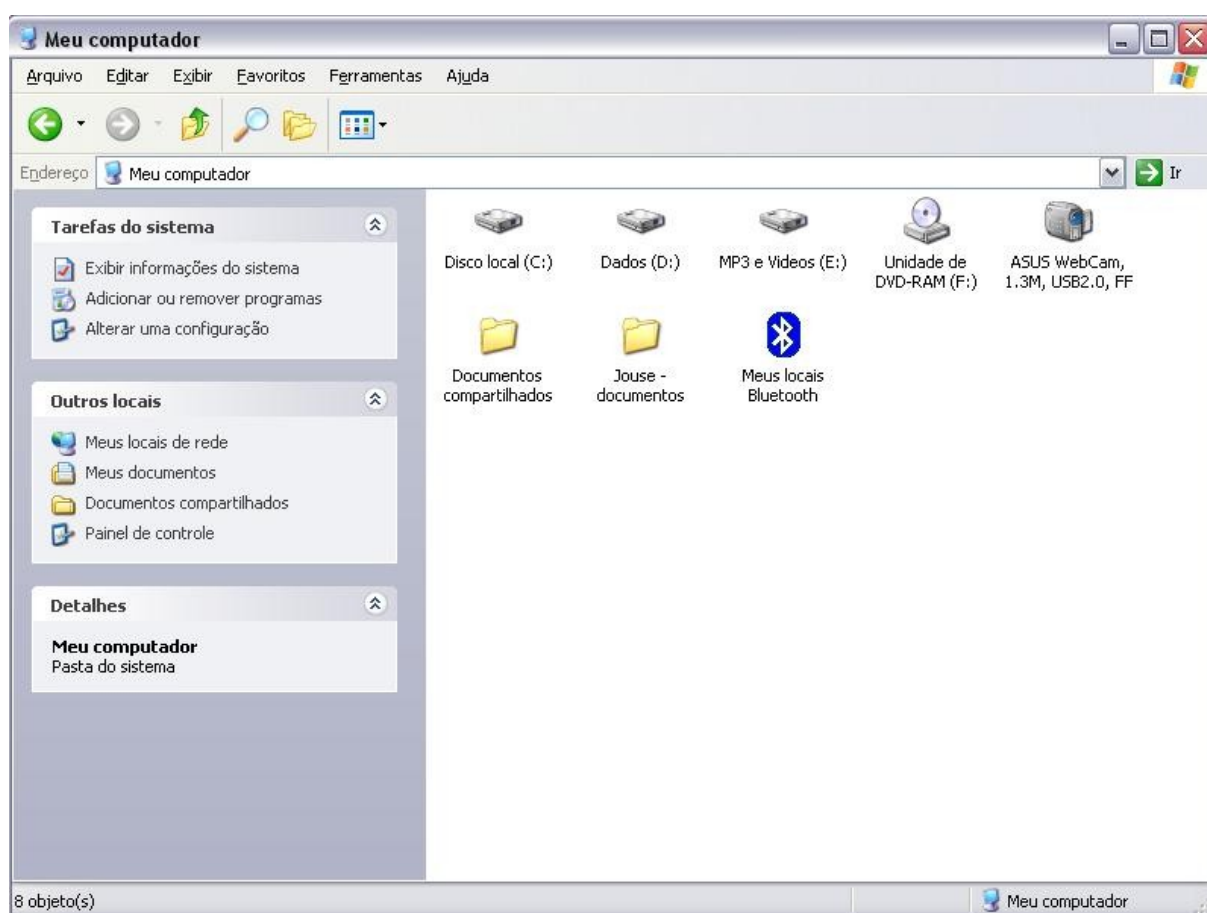 Meu computador
Arquivo Editar Exibir Favoritos Ferramentas Ajuda
Endereço Meu computador Ir
Tarefas do sistema
Exibir informações do sistema
Adicionar ou remover programas
Alterar uma configuração
Outros locais
Meus locais de rede
Meus documentos
Documentos compartilhados
Painel de controle
Detalhes
Meu computador
Pasta do sistema
Disco local (C:)
Dados (D:)
MP3 e Videos (E:)
Unidade de
DVD-RAM (F:)
ASUS WebCam,
1.3M, USB2.0, FF
Documentos
compartilhados
Jouse -
documentos
Meus locais
Bluetooth
8 objeto(s)
Meu computador